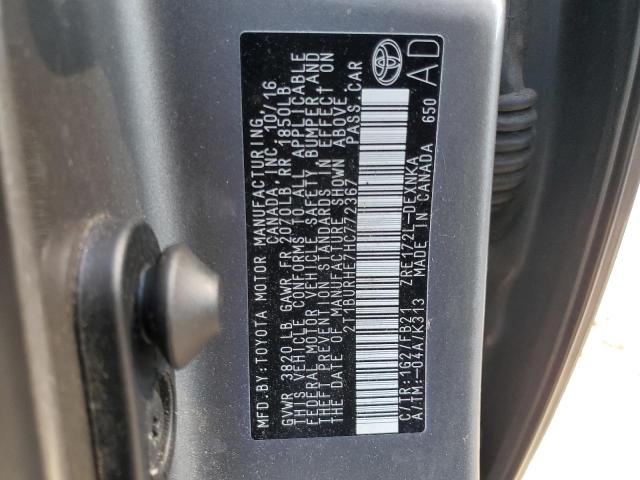 MFD.BY:TOYOTA MOTOR MANUFACTURING
CANADA, INC. 10/16
GVWR 3820 LB GAWR FR 2070LB RR 1850LB
THIS VEHICLE CONFORMS TO ALL APPLICABLE
FEDERAL MOTOR VEHICLE SAFETY BUMPER, AND
THEFT PREVENTION STANDARDS IN EFFECT ON
THE DATE OF MANUFACTURE SHOWN ABOVE.
2T1BURHE7HC772367 PASS.CAR
C/TR:1G2/FB21 ZRE172L-DEXNKA
A/TM:-04A/K313 MADE IN CANADA
650
AD